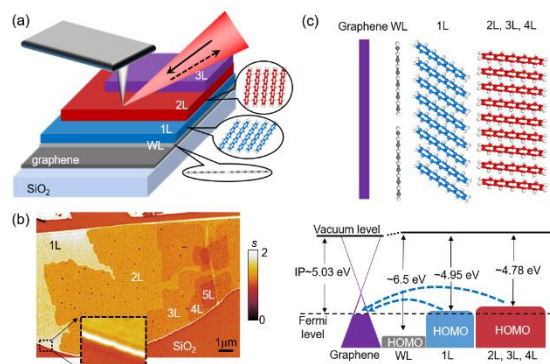 (a)
3L
2L
1L
WL
graphene
SiO₂
(b)
1L
2L
3L
4L
5L
SiO₂
1μm
s
2
0
(c)
Graphene WL 1L 2L, 3L, 4L
Vacuum level
IP~5.03 eV
~6.5 eV
~4.95 eV
~4.78 eV
Fermi
level
HOMO
HOMO
HOMO
Graphene WL 1L 2L, 3L, 4L